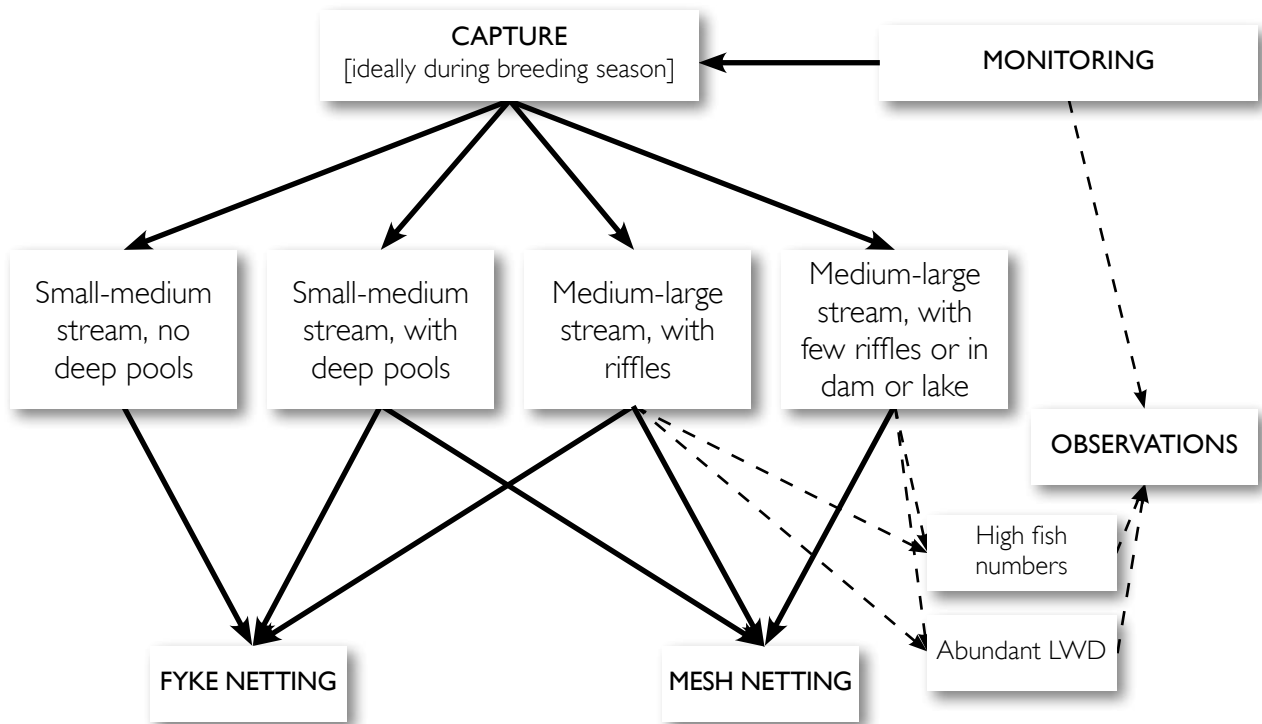 CAPTURE
[ideally during breeding season]
MONITORING
Small-medium
stream, no
deep pools
Small-medium
stream, with
deep pools
Medium-large
stream, with
riffles
Medium-large
stream, with
few riffles or in
dam or lake
OBSERVATIONS
High fish
numbers
Abundant LWD
FYKE NETTING
MESH NETTING